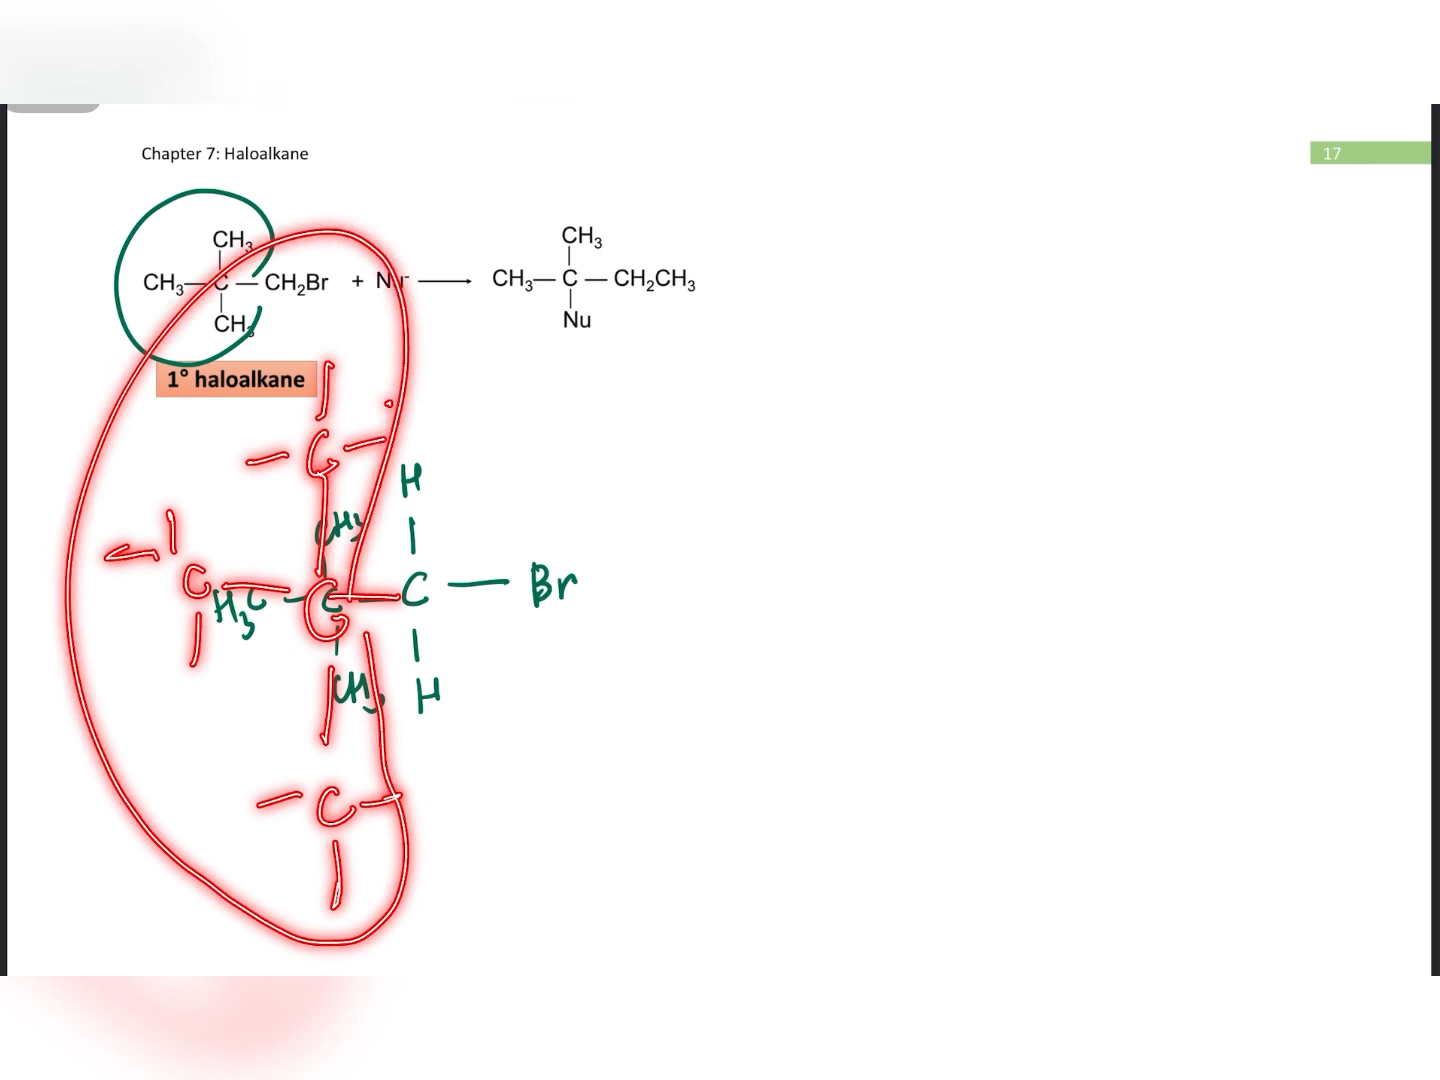 Chapter 7: Haloalkane
17
CH3
CH3—C—CH2Br + Nu- ⟶
CH3
CH3
CH3—C—CH2CH3
Nu
1° haloalkane
C
H
CH3
C
H3C—C—C—Br
C
CH3
H
C